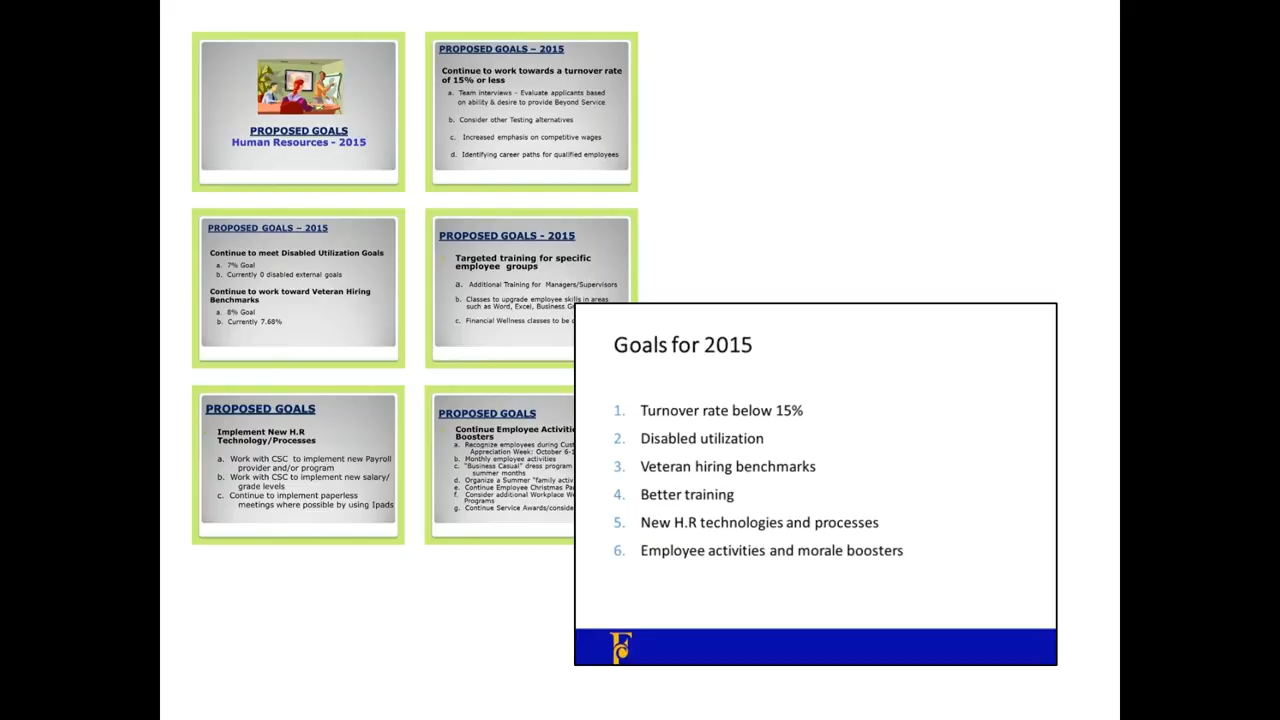 PROPOSED GOALS
Human Resources - 2015
PROPOSED GOALS – 2015
Continue to work towards a turnover rate
of 15% or less
a. Team interviews - Evaluate applicants based
on ability & desire to provide Beyond Service
b. Consider other Testing alternatives
c. Increased emphasis on competitive wages
d. Identifying career paths for qualified employees
PROPOSED GOALS – 2015
Continue to meet Disabled Utilization Goals
a. 7% Goal
b. Currently 0 disabled external goals
Continue to work toward Veteran Hiring
Benchmarks
a. 8% Goal
b. Currently 7.68%
PROPOSED GOALS - 2015
Targeted training for specific
employee groups
a. Additional Training for Managers/Supervisors
b. Classes to upgrade employee skills in areas
such as Word, Excel, Business
c. Financial Wellness classes to be
PROPOSED GOALS
Implement New H.R
Technology/Processes
a. Work with CSC to implement new Payroll
provider and/or program
b. Work with CSC to implement new salary/
grade levels
c. Continue to implement paperless
meetings where possible by using Ipads
PROPOSED GOALS
Continue Employee
Boosters
a. Recognize employees during
Appreciation Week: October
b. Monthly employee activities
c. "Business Casual" dress program
summer months
d. Organize a Summer "family
e. Continue Employee Christmas
f. Consider additional Workplace
Programs
g. Continue Service
Goals for 2015
1. Turnover rate below 15%
2. Disabled utilization
3. Veteran hiring benchmarks
4. Better training
5. New H.R technologies and processes
6. Employee activities and morale boosters